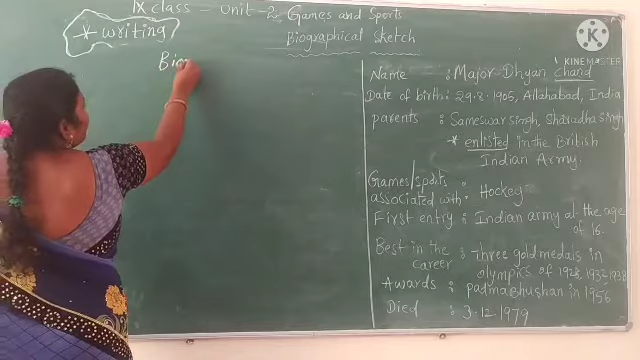 IX class - Unit-2, Games and Sports
* writing
Biographical Sketch
Bio
Name : Major Dhyan Chand
Date of birth : 29.8.1905, Allahabad, India
parents : Sameswar singh, Sharadha singh
* enlisted in the British
Indian Army.
Games/spots
associated with : Hockey
First entry : Indian army at the age
of 16.
Best in the
career : Three gold medals in
olympics of 1928, 1932, 1938
Awards : padma Bhushan in 1956
Died : 3.12.1979
KINEMASTER